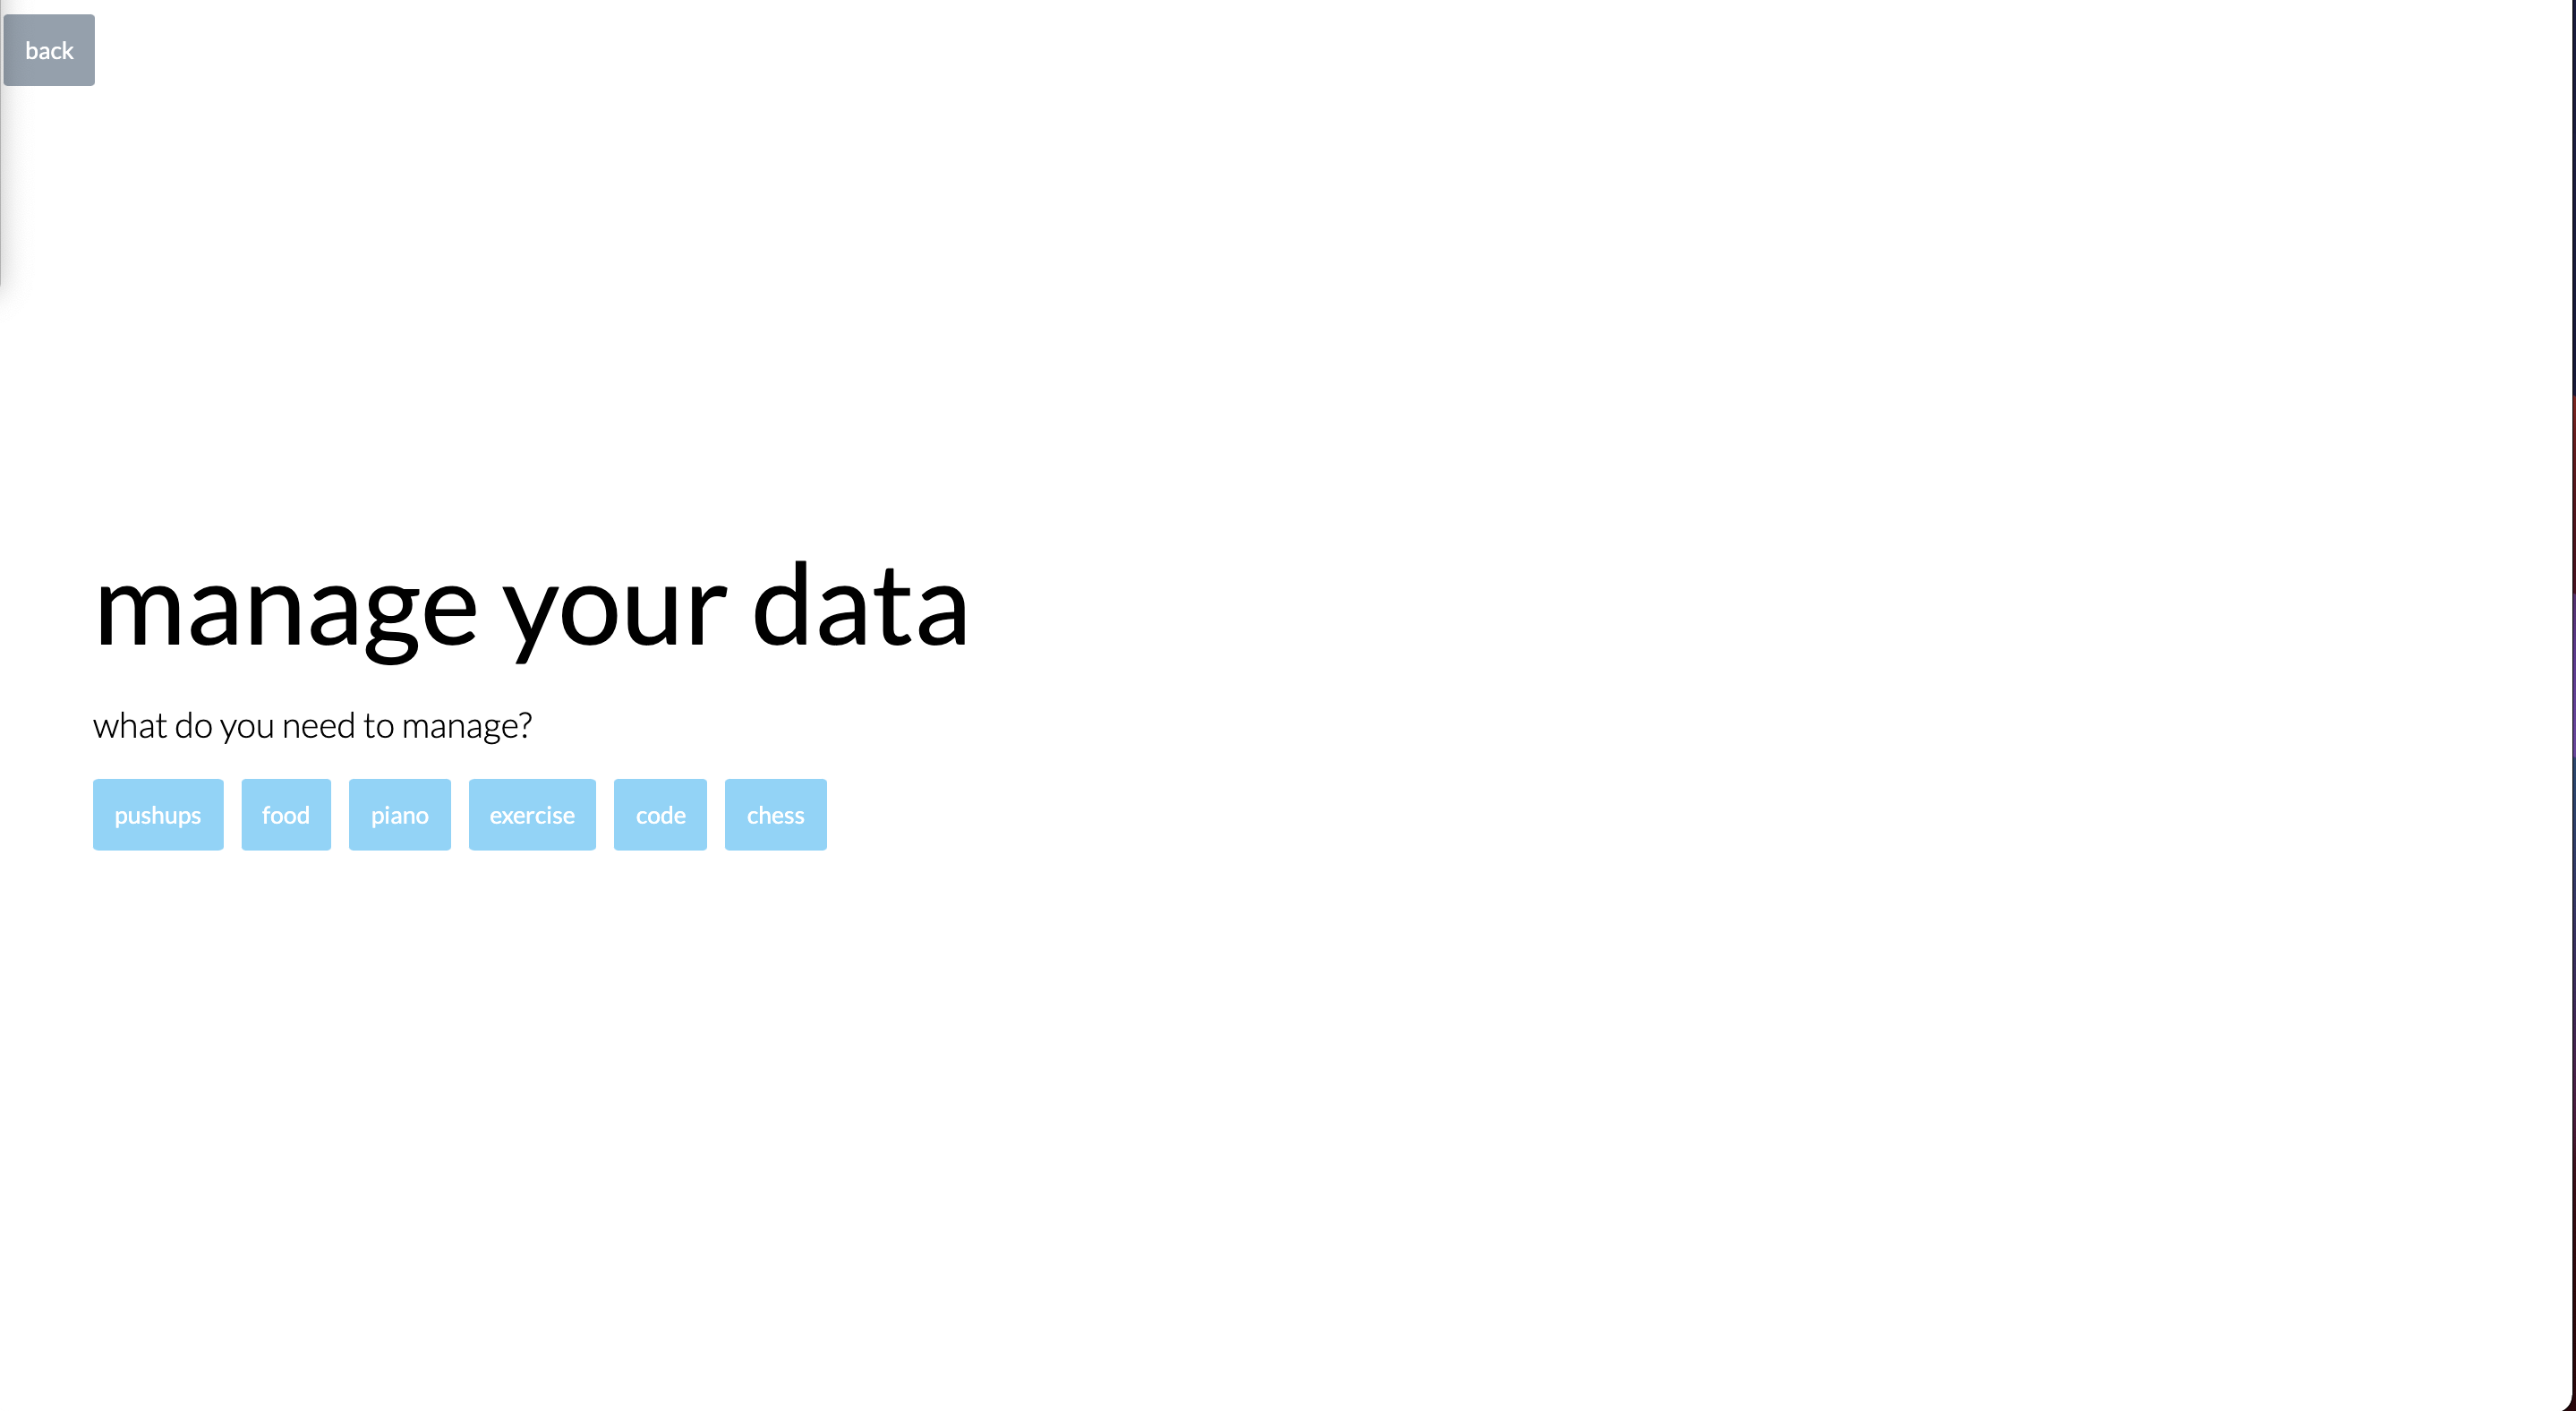 back
manage your data
what do you need to manage?
pushups food piano exercise code chess